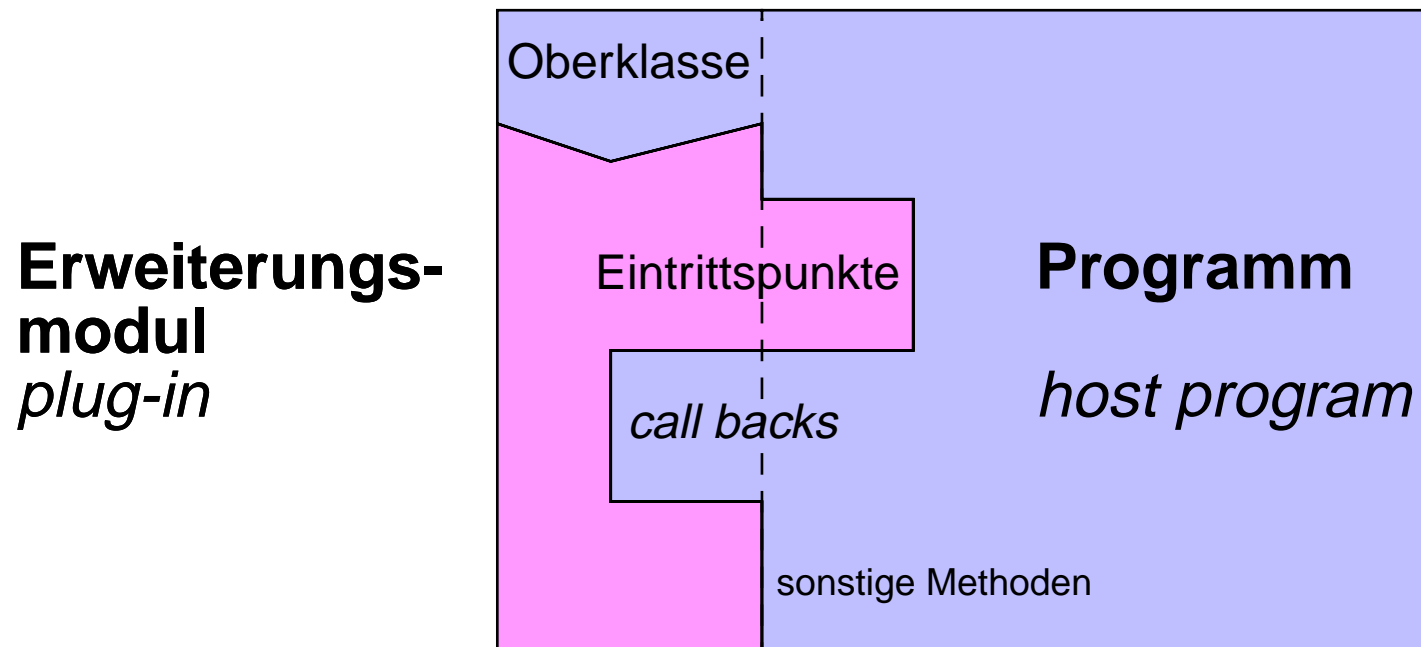 Oberklasse
Erweiterungs-
modul
plug-in
Eintrittspunkte
call backs
sonstige Methoden
Programm
host program